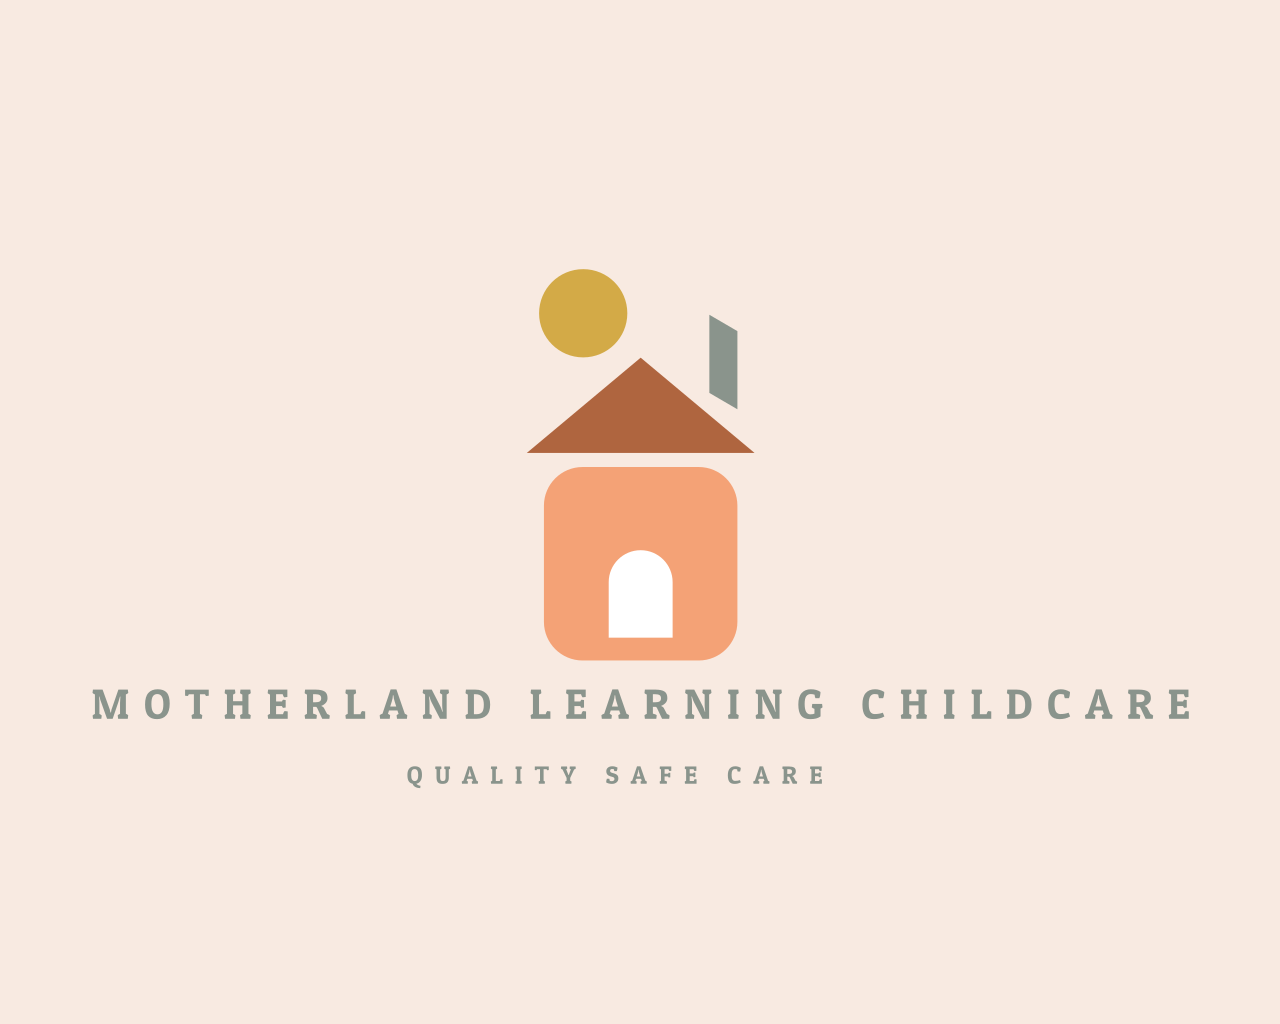 MOTHERLAND LEARNING CHILDCARE
QUALITY SAFE CARE